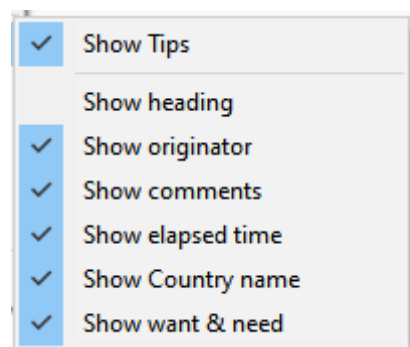 Show Tips
Show heading
Show originator
Show comments
Show elapsed time
Show Country name
Show want & need